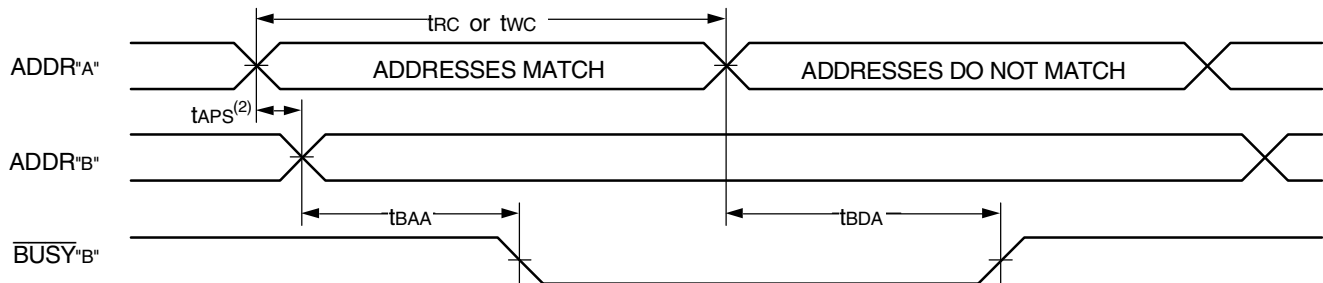 tRC or tWC
ADDR"A"
ADDRESSES MATCH
ADDRESSES DO NOT MATCH
tAPS(2)
ADDR"B"
tBAA
tBDA
BUSY"B"